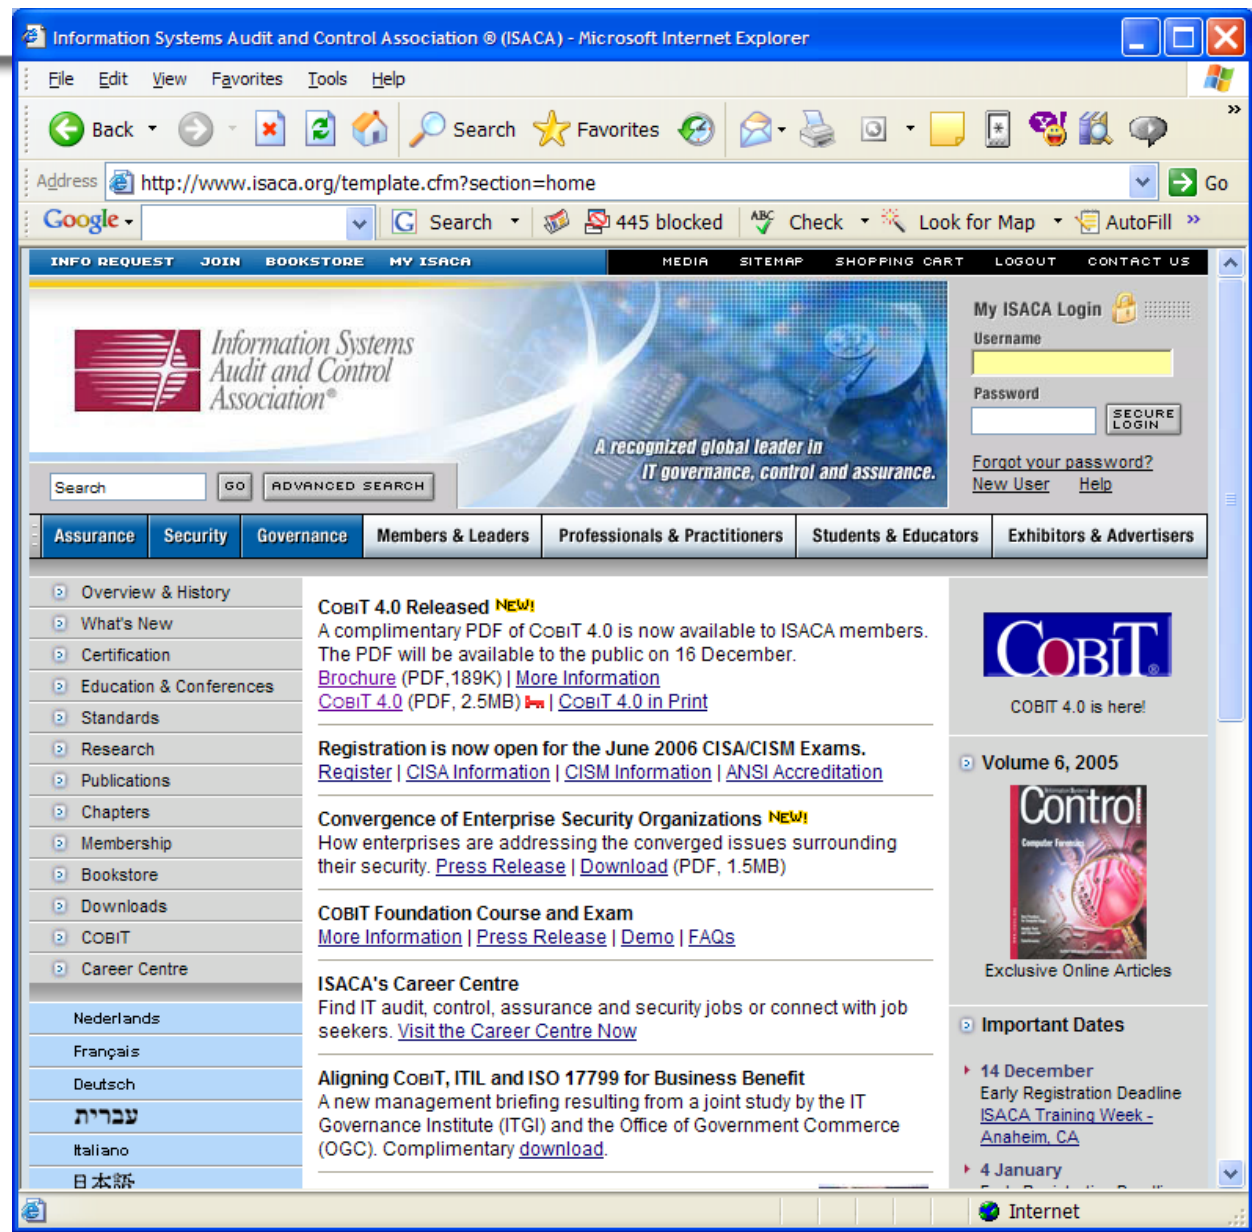 Information Systems Audit and Control Association ® (ISACA) - Microsoft Internet Explorer
File Edit View Favorites Tools Help
Back Search Favorites
Address http://www.isaca.org/template.cfm?section=home Go
Google Search 445 blocked ABC Check Look for Map AutoFill
INFO REQUEST JOIN BOOKSTORE MY ISACA MEDIA SITEMAP SHOPPING CART LOGOUT CONTACT US
Information Systems
Audit and Control
Association®
A recognized global leader in
IT governance, control and assurance.
My ISACA Login
Username
Password
SECURE
LOGIN
Forgot your password?
New User Help
Search GO ADVANCED SEARCH
Assurance Security Governance Members & Leaders Professionals & Practitioners Students & Educators Exhibitors & Advertisers
Overview & History
What's New
Certification
Education & Conferences
Standards
Research
Publications
Chapters
Membership
Bookstore
Downloads
COBIT
Career Centre
Nederlands
Français
Deutsch
עברית
Italiano
日本語
COBIT 4.0 Released NEW!
A complimentary PDF of COBIT 4.0 is now available to ISACA members.
The PDF will be available to the public on 16 December.
Brochure (PDF,189K) | More Information
COBIT 4.0 (PDF, 2.5MB) | COBIT 4.0 in Print
Registration is now open for the June 2006 CISA/CISM Exams.
Register | CISA Information | CISM Information | ANSI Accreditation
Convergence of Enterprise Security Organizations NEW!
How enterprises are addressing the converged issues surrounding
their security. Press Release | Download (PDF, 1.5MB)
COBIT Foundation Course and Exam
More Information | Press Release | Demo | FAQs
ISACA's Career Centre
Find IT audit, control, assurance and security jobs or connect with job
seekers. Visit the Career Centre Now
Aligning COBIT, ITIL and ISO 17799 for Business Benefit
A new management briefing resulting from a joint study by the IT
Governance Institute (ITGI) and the Office of Government Commerce
(OGC). Complimentary download.
COBIT®
COBIT 4.0 is here!
Volume 6, 2005
Control
Computer Forensics
Exclusive Online Articles
Important Dates
14 December
Early Registration Deadline
ISACA Training Week -
Anaheim, CA
4 January
Internet